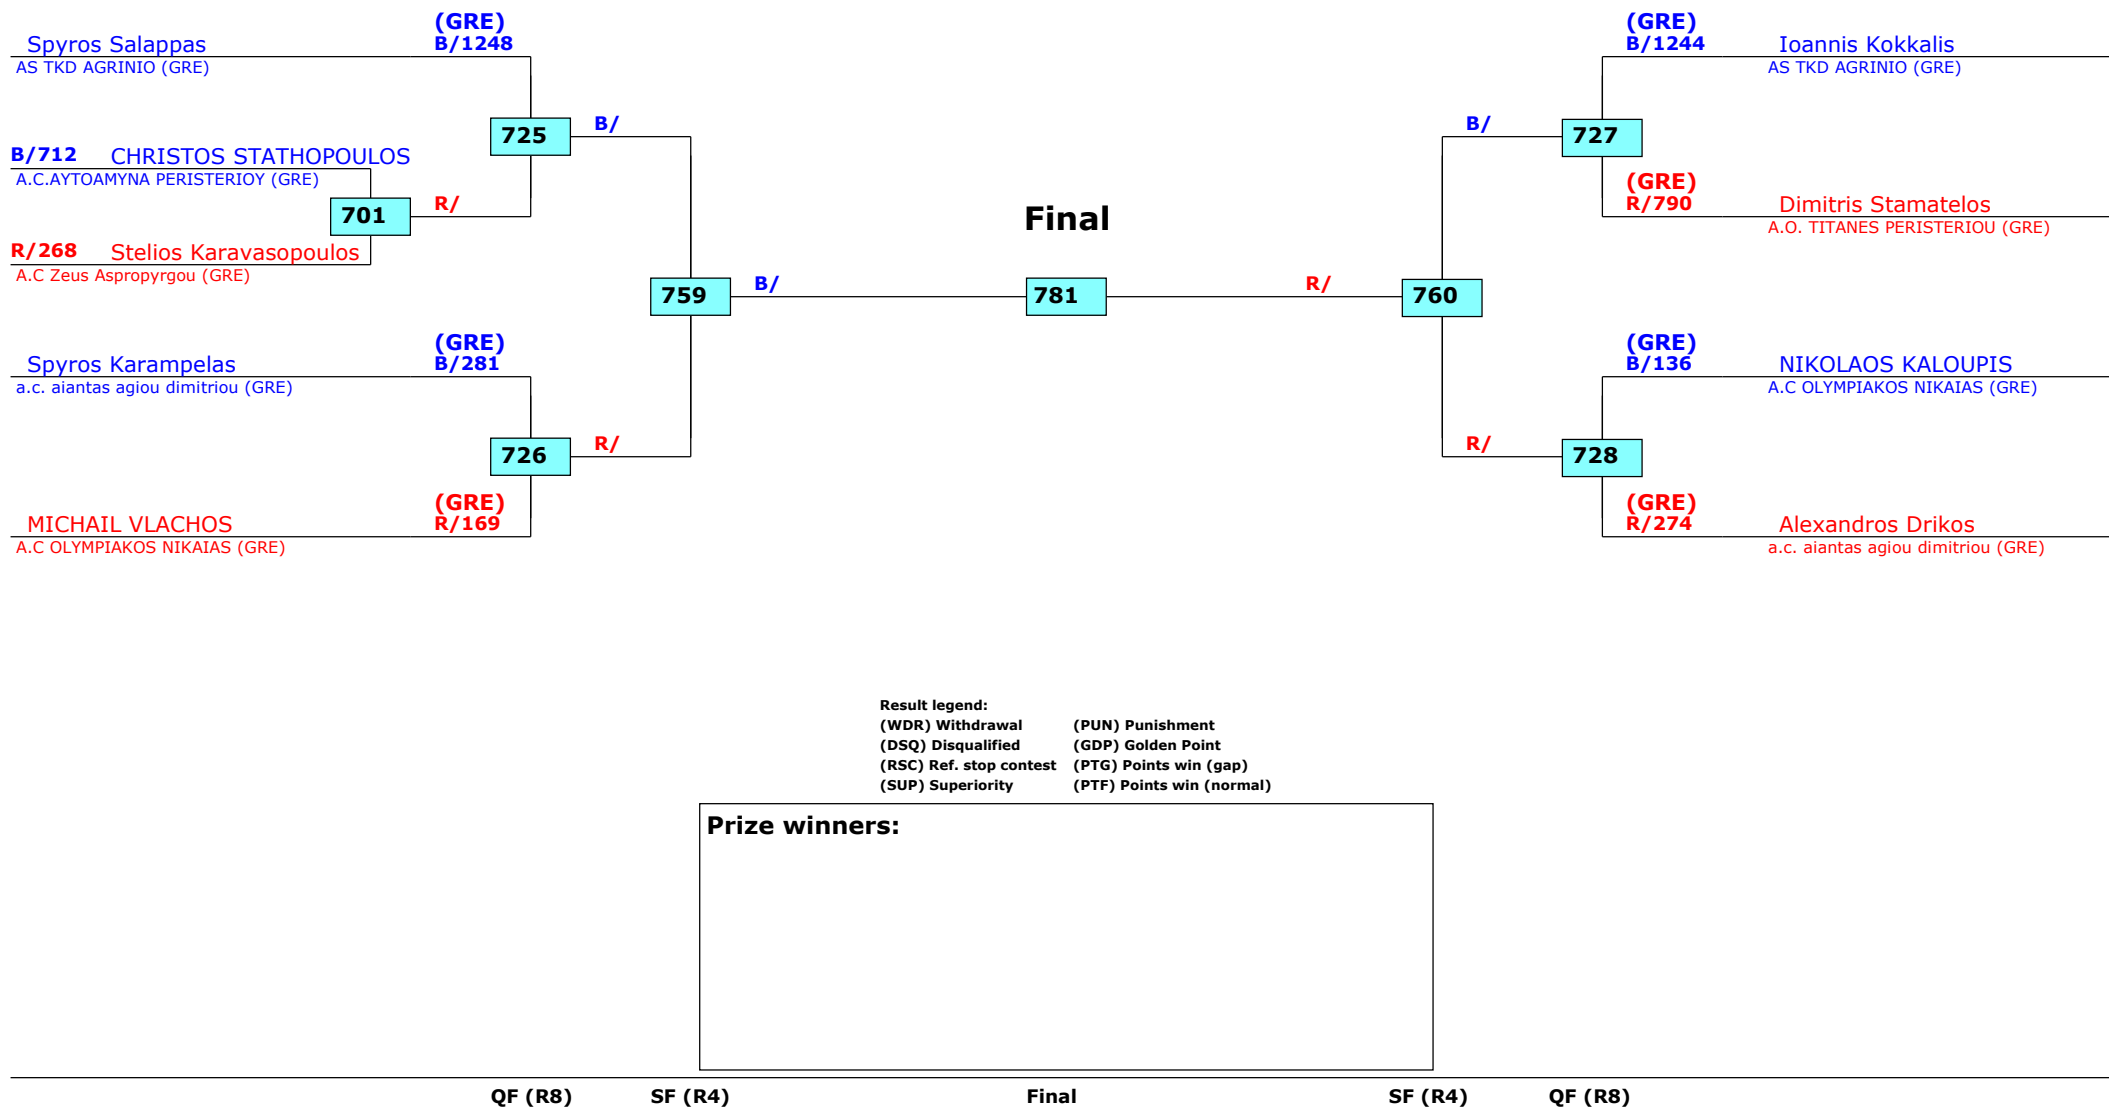 (GRE)
Spyros Salappas B/1248
AS TKD AGRINIO (GRE)
725 B/
B/712 CHRISTOS STATHOPOULOS
A.C.AYTOAMYNA PERISTERIOY (GRE)
701 R/
R/268 Stelios Karavasopoulos
A.C Zeus Aspropyrgou (GRE)
759 B/
(GRE)
Spyros Karampelas B/281
a.c. aiantas agiou dimitriou (GRE)
726 R/
(GRE)
MICHAIL VLACHOS R/169
A.C OLYMPIAKOS NIKAIAS (GRE)
Final
781
(GRE)
B/1244 Ioannis Kokkalis
AS TKD AGRINIO (GRE)
B/ 727
(GRE)
R/790 Dimitris Stamatelos
A.O. TITANES PERISTERIOU (GRE)
R/ 760
(GRE)
B/136 NIKOLAOS KALOUPIS
A.C OLYMPIAKOS NIKAIAS (GRE)
R/ 728
(GRE)
R/274 Alexandros Drikos
a.c. aiantas agiou dimitriou (GRE)
Result legend:
(WDR) Withdrawal (PUN) Punishment
(DSQ) Disqualified (GDP) Golden Point
(RSC) Ref. stop contest (PTG) Points win (gap)
(SUP) Superiority (PTF) Points win (normal)
Prize winners:
QF (R8) SF (R4) Final SF (R4) QF (R8)